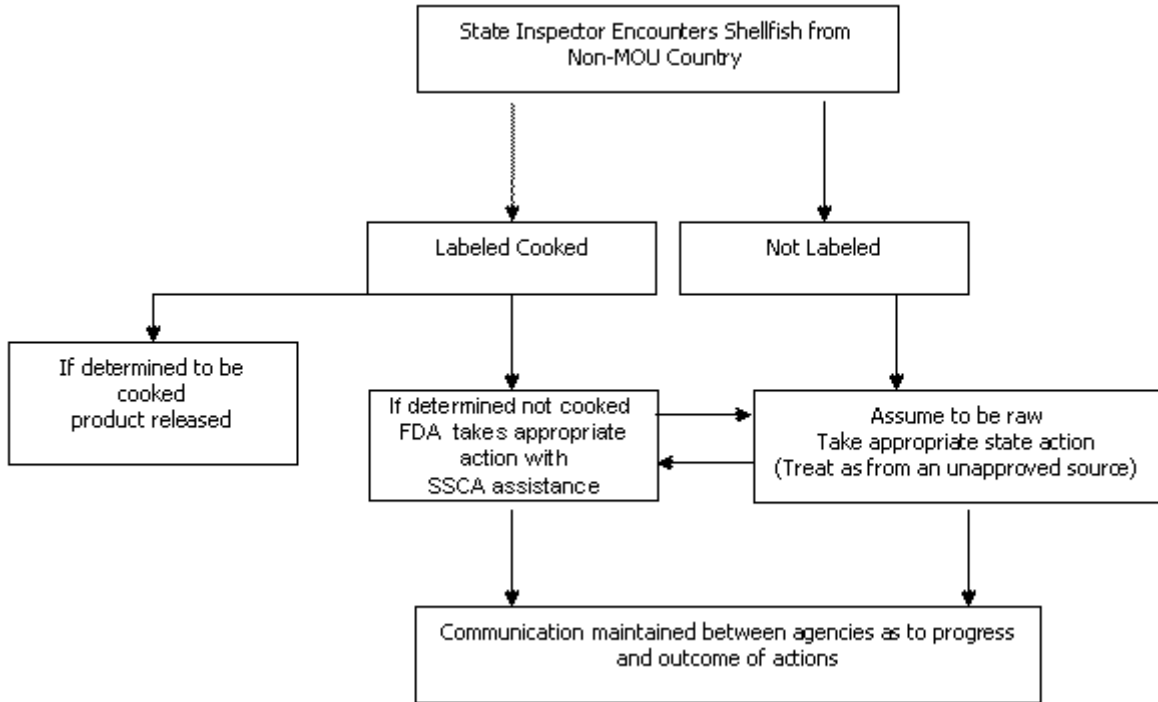 State Inspector Encounters Shellfish from
Non-MOU Country
Labeled Cooked
Not Labeled
If determined to be
cooked
product released
If determined not cooked
FDA takes appropriate
action with
SSCA assistance
Assume to be raw
Take appropriate state action
(Treat as from an unapproved source)
Communication maintained between agencies as to progress
and outcome of actions